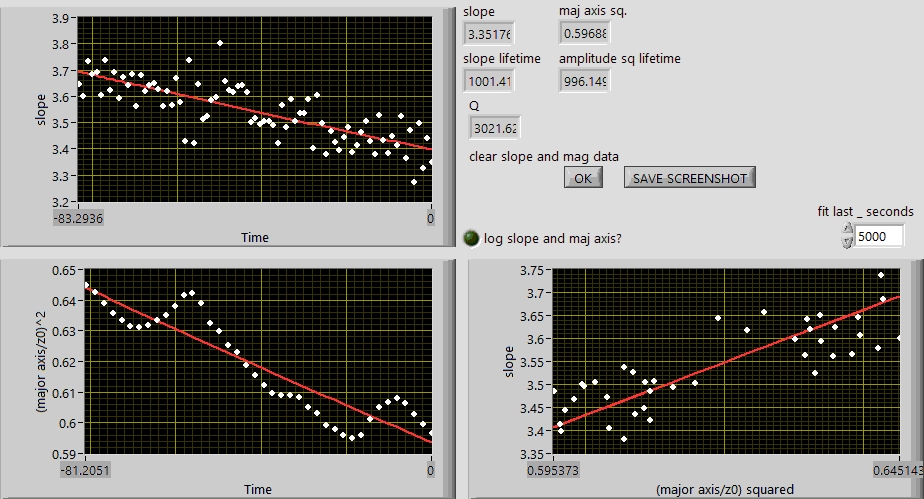 3.9
3.8
3.7
3.6
3.5
3.4
3.3
3.2
slope
-83.2936
0
Time
slope
maj axis sq.
3.35176
0.59688
slope lifetime
amplitude sq lifetime
1001.41
996.149
Q
3021.62
clear slope and mag data
OK
SAVE SCREENSHOT
fit last _ seconds
log slope and maj axis?
5000
0.65
0.64
0.63
0.62
0.61
0.6
0.59
(major axis/z0)^2
-81.2051
0
Time
3.75
3.7
3.65
3.6
3.55
3.5
3.45
3.4
3.35
slope
0.595373
0.645143
(major axis/z0) squared